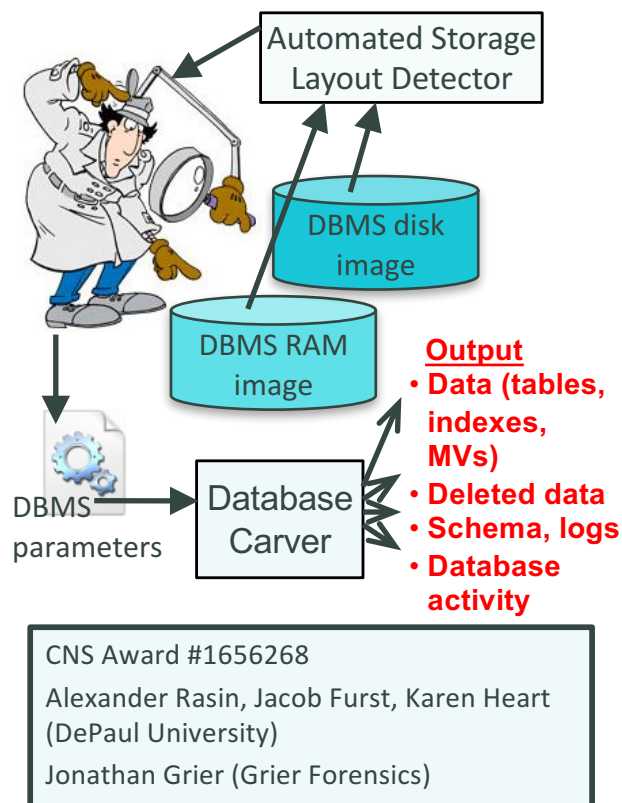 Automated Storage
Layout Detector
DBMS disk
image
DBMS RAM
image
Output
• Data (tables,
indexes,
MVs)
• Deleted data
• Schema, logs
• Database
activity
DBMS
parameters
Database
Carver
CNS Award #1656268
Alexander Rasin, Jacob Furst, Karen Heart
(DePaul University)
Jonathan Grier (Grier Forensics)